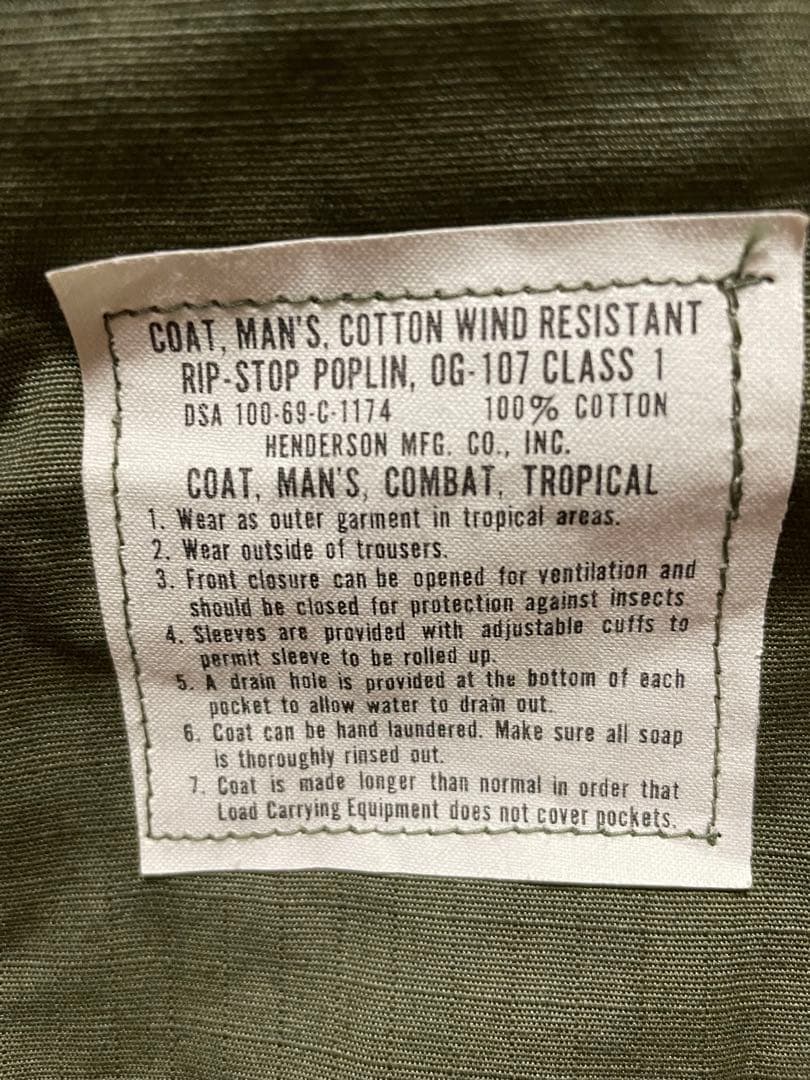 COAT, MAN'S, COTTON WIND RESISTANT
RIP-STOP POPLIN, OG-107 CLASS 1
DSA 100-69-C-1174 100% COTTON
HENDERSON MFG. CO., INC.
COAT, MAN'S, COMBAT, TROPICAL
1. Wear as outer garment in tropical areas.
2. Wear outside of trousers.
3. Front closure can be opened for ventilation and
should be closed for protection against insects
4. Sleeves are provided with adjustable cuffs to
permit sleeve to be rolled up.
5. A drain hole is provided at the bottom of each
pocket to allow water to drain out.
6. Coat can be hand laundered. Make sure all soap
is thoroughly rinsed out.
7. Coat is made longer than normal in order that
Load Carrying Equipment does not cover pockets.